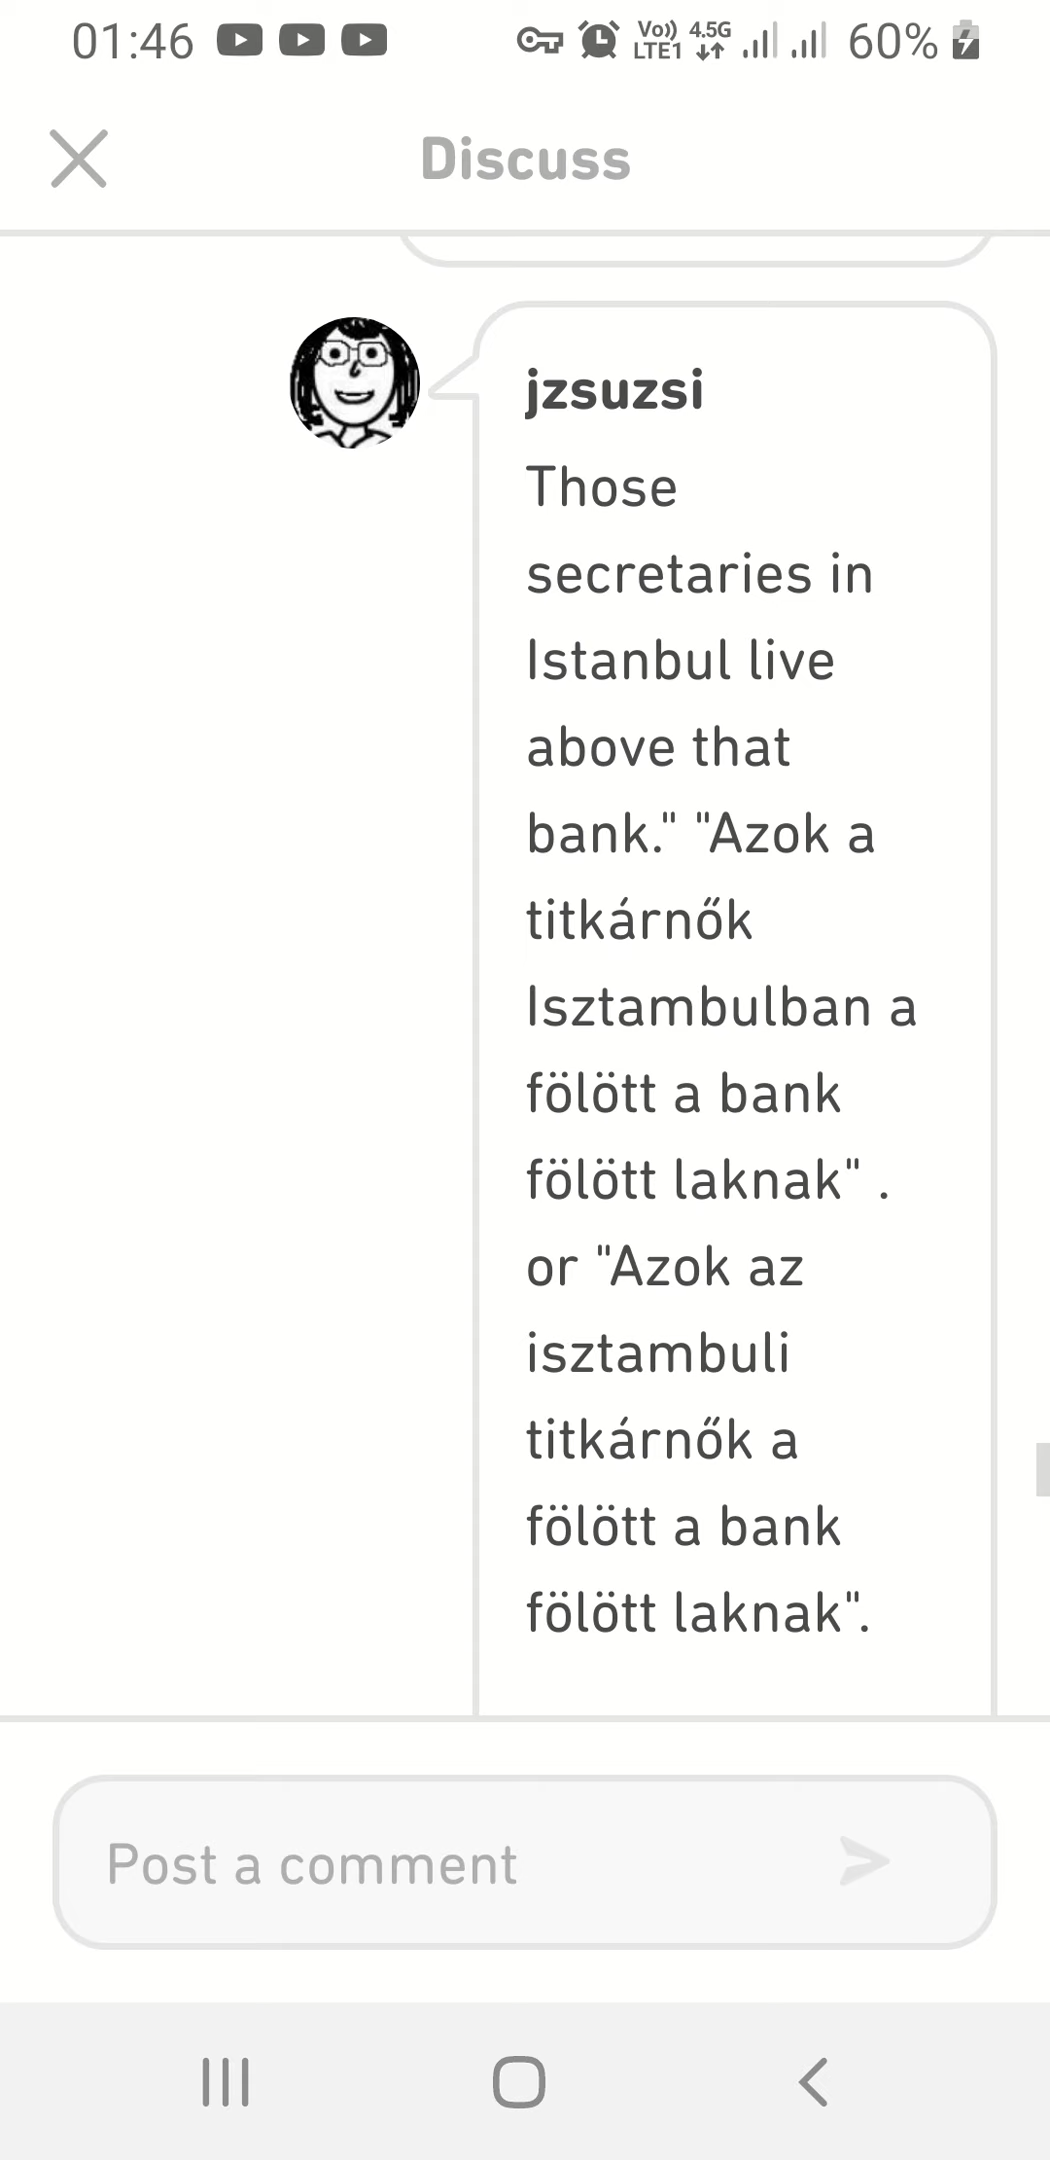 01:46 Vo)) LTE1 4.5G 60%
Discuss
jzsuzsi
Those
secretaries in
Istanbul live
above that
bank." "Azok a
titkárnők
Isztambulban a
fölött a bank
fölött laknak" .
or "Azok az
isztambuli
titkárnők a
fölött a bank
fölött laknak".
Post a comment